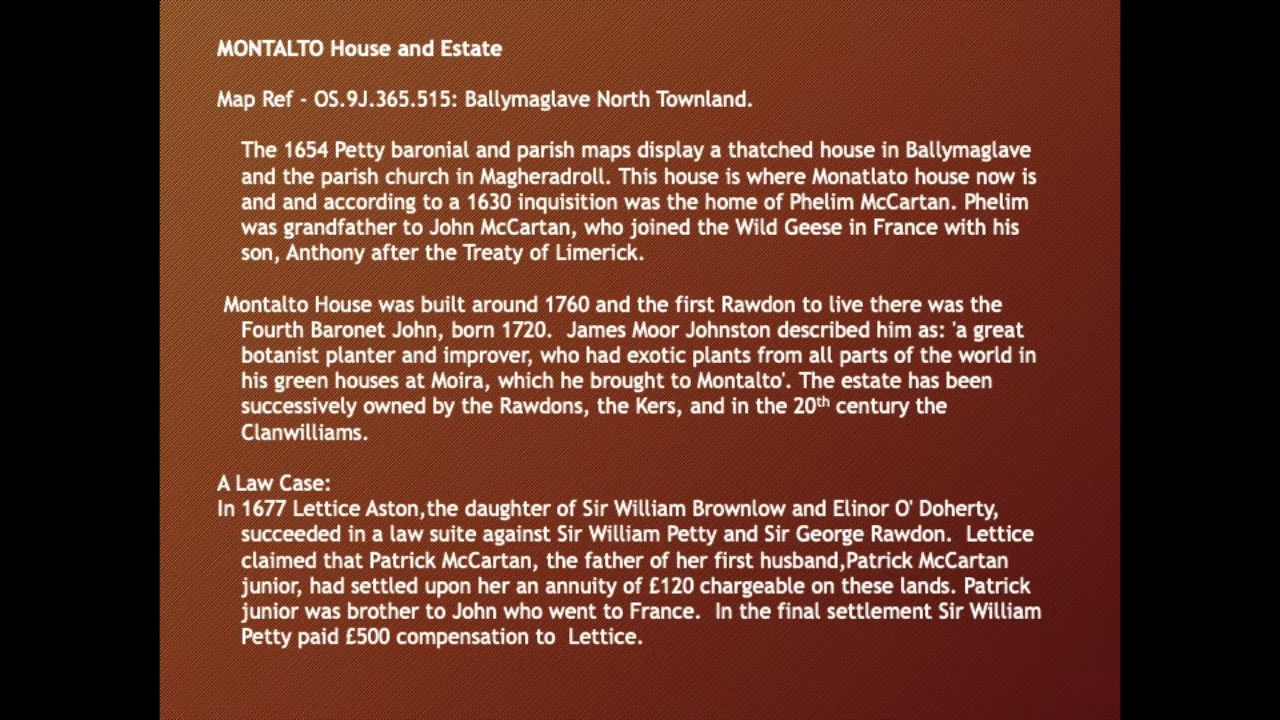 MONTALTO House and Estate
Map Ref - OS.9J.365.515: Ballymaglave North Townland.
The 1654 Petty baronial and parish maps display a thatched house in Ballymaglave
and the parish church in Magheradroll. This house is where Monatlato house now is
and and according to a 1630 inquisition was the home of Phelim McCartan. Phelim
was grandfather to John McCartan, who joined the Wild Geese in France with his
son, Anthony after the Treaty of Limerick.
Montalto House was built around 1760 and the first Rawdon to live there was the
Fourth Baronet John, born 1720.  James Moor Johnston described him as: 'a great
botanist planter and improver, who had exotic plants from all parts of the world in
his green houses at Moira, which he brought to Montalto'. The estate has been
successively owned by the Rawdons, the Kers, and in the 20th century the
Clanwilliams.
A Law Case:
In 1677 Lettice Aston,the daughter of Sir William Brownlow and Elinor O' Doherty,
succeeded in a law suite against Sir William Petty and Sir George Rawdon.  Lettice
claimed that Patrick McCartan, the father of her first husband,Patrick McCartan
junior, had settled upon her an annuity of £120 chargeable on these lands. Patrick
junior was brother to John who went to France.  In the final settlement Sir William
Petty paid £500 compensation to  Lettice.